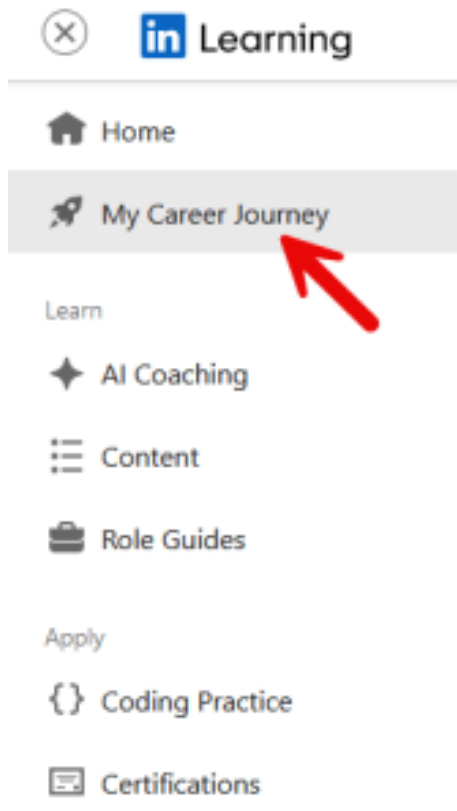 in Learning
Home
My Career Journey
Learn
AI Coaching
Content
Role Guides
Apply
{} Coding Practice
Certifications